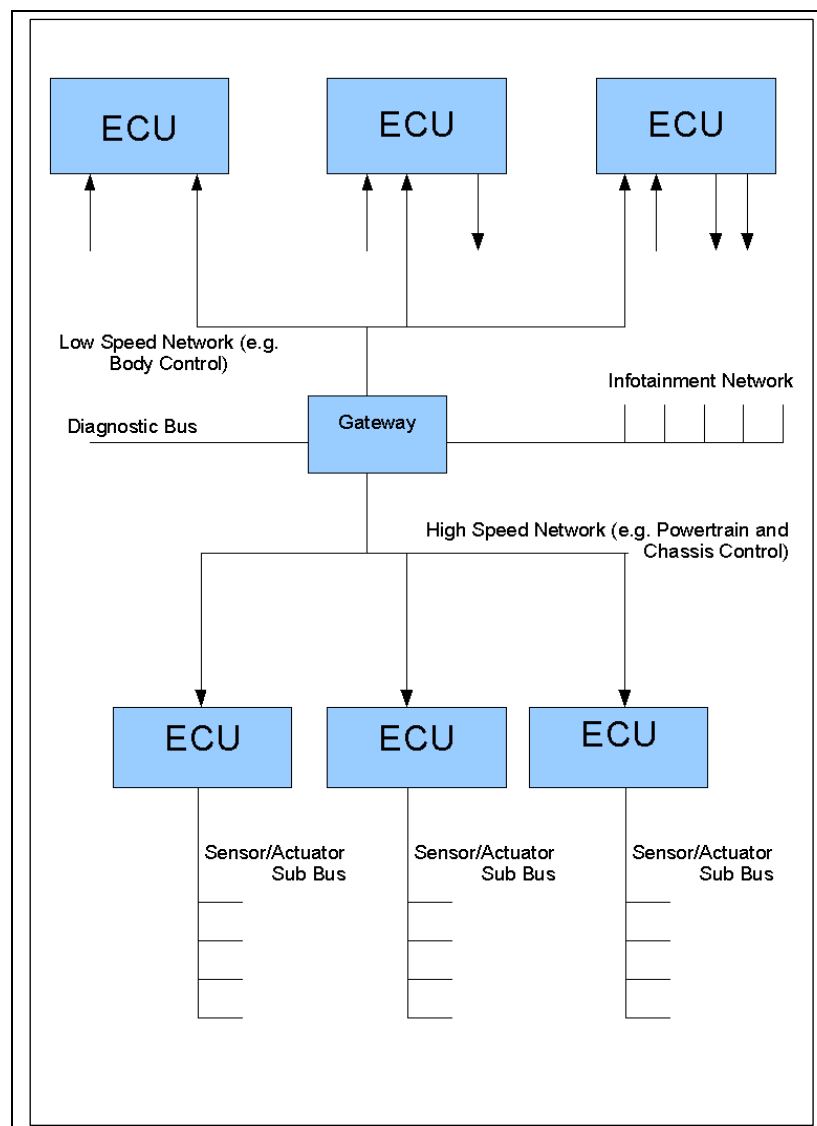 ECU
ECU
ECU
Low Speed Network (e.g.
Body Control)
Infotainment Network
Diagnostic Bus
Gateway
High Speed Network (e.g. Powertrain and
Chassis Control)
ECU
ECU
ECU
Sensor/Actuator
Sub Bus
Sensor/Actuator
Sub Bus
Sensor/Actuator
Sub Bus